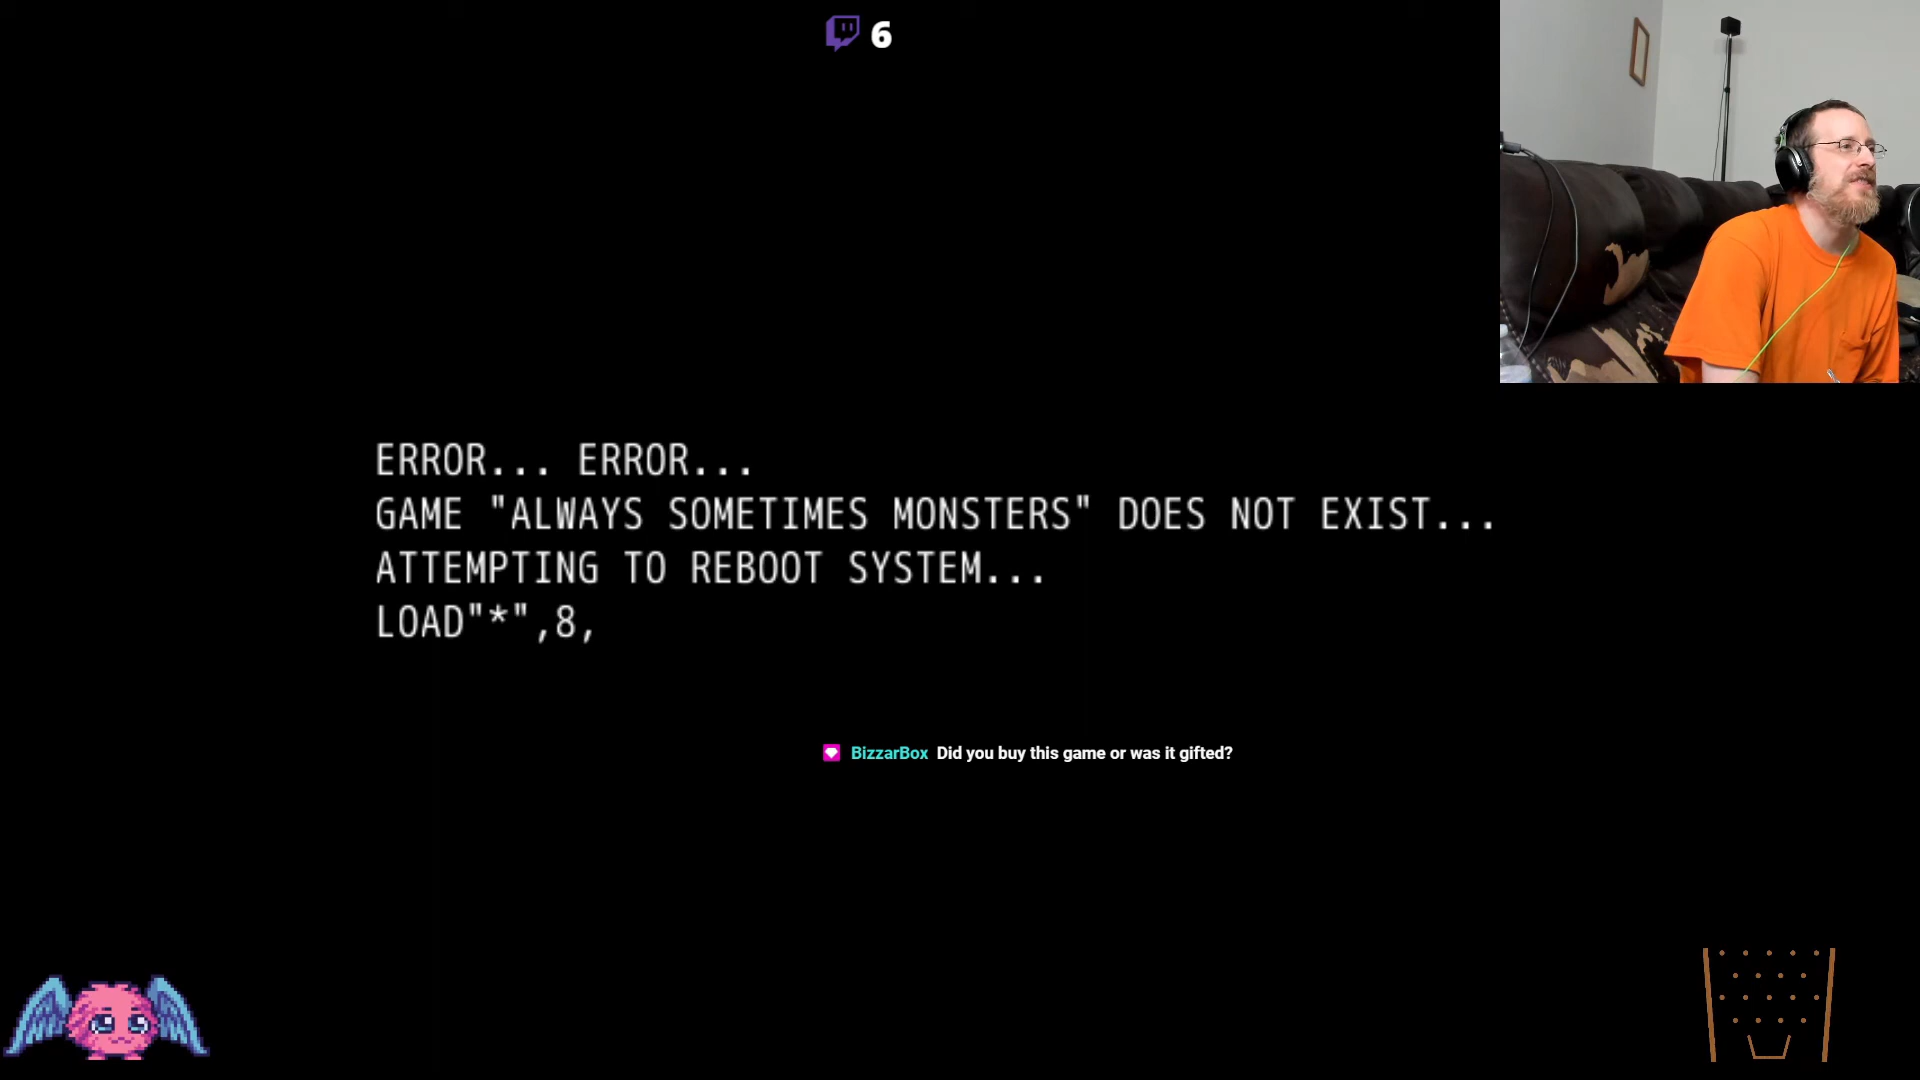 6
ERROR... ERROR...
GAME "ALWAYS SOMETIMES MONSTERS" DOES NOT EXIST...
ATTEMPTING TO REBOOT SYSTEM...
LOAD"*",8,
BizzarBox Did you buy this game or was it gifted?